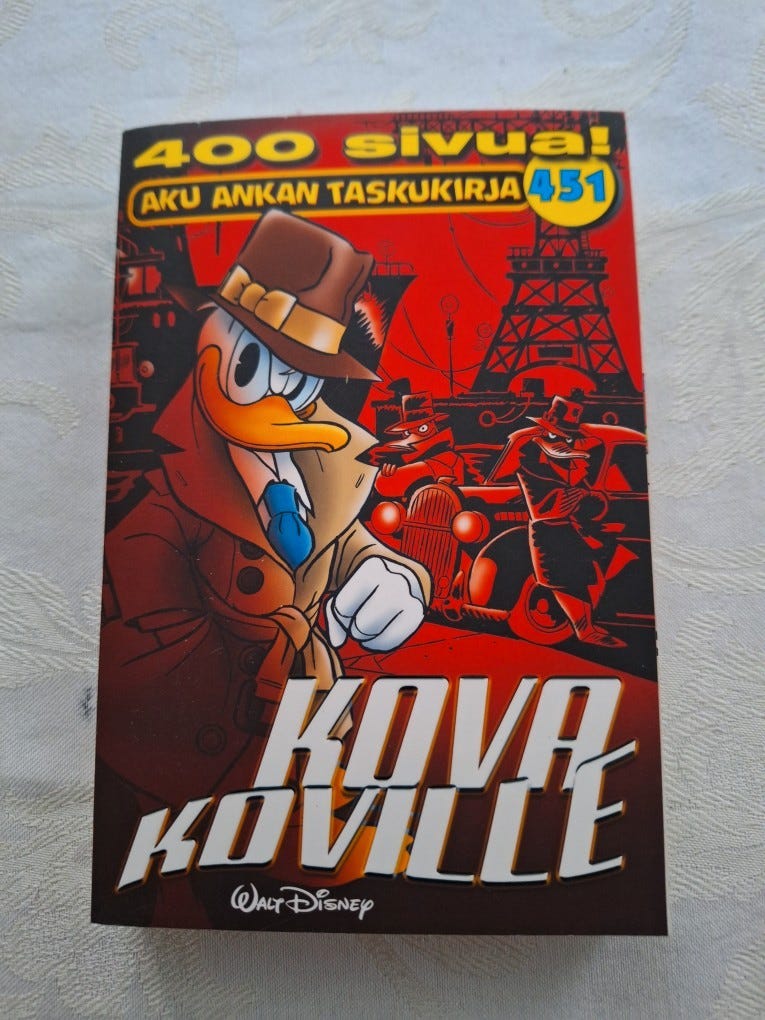 400 sivua!
AKU ANKAN TASKUKIRJA 451
KOVA
KOVILLE
WALT DISNEY